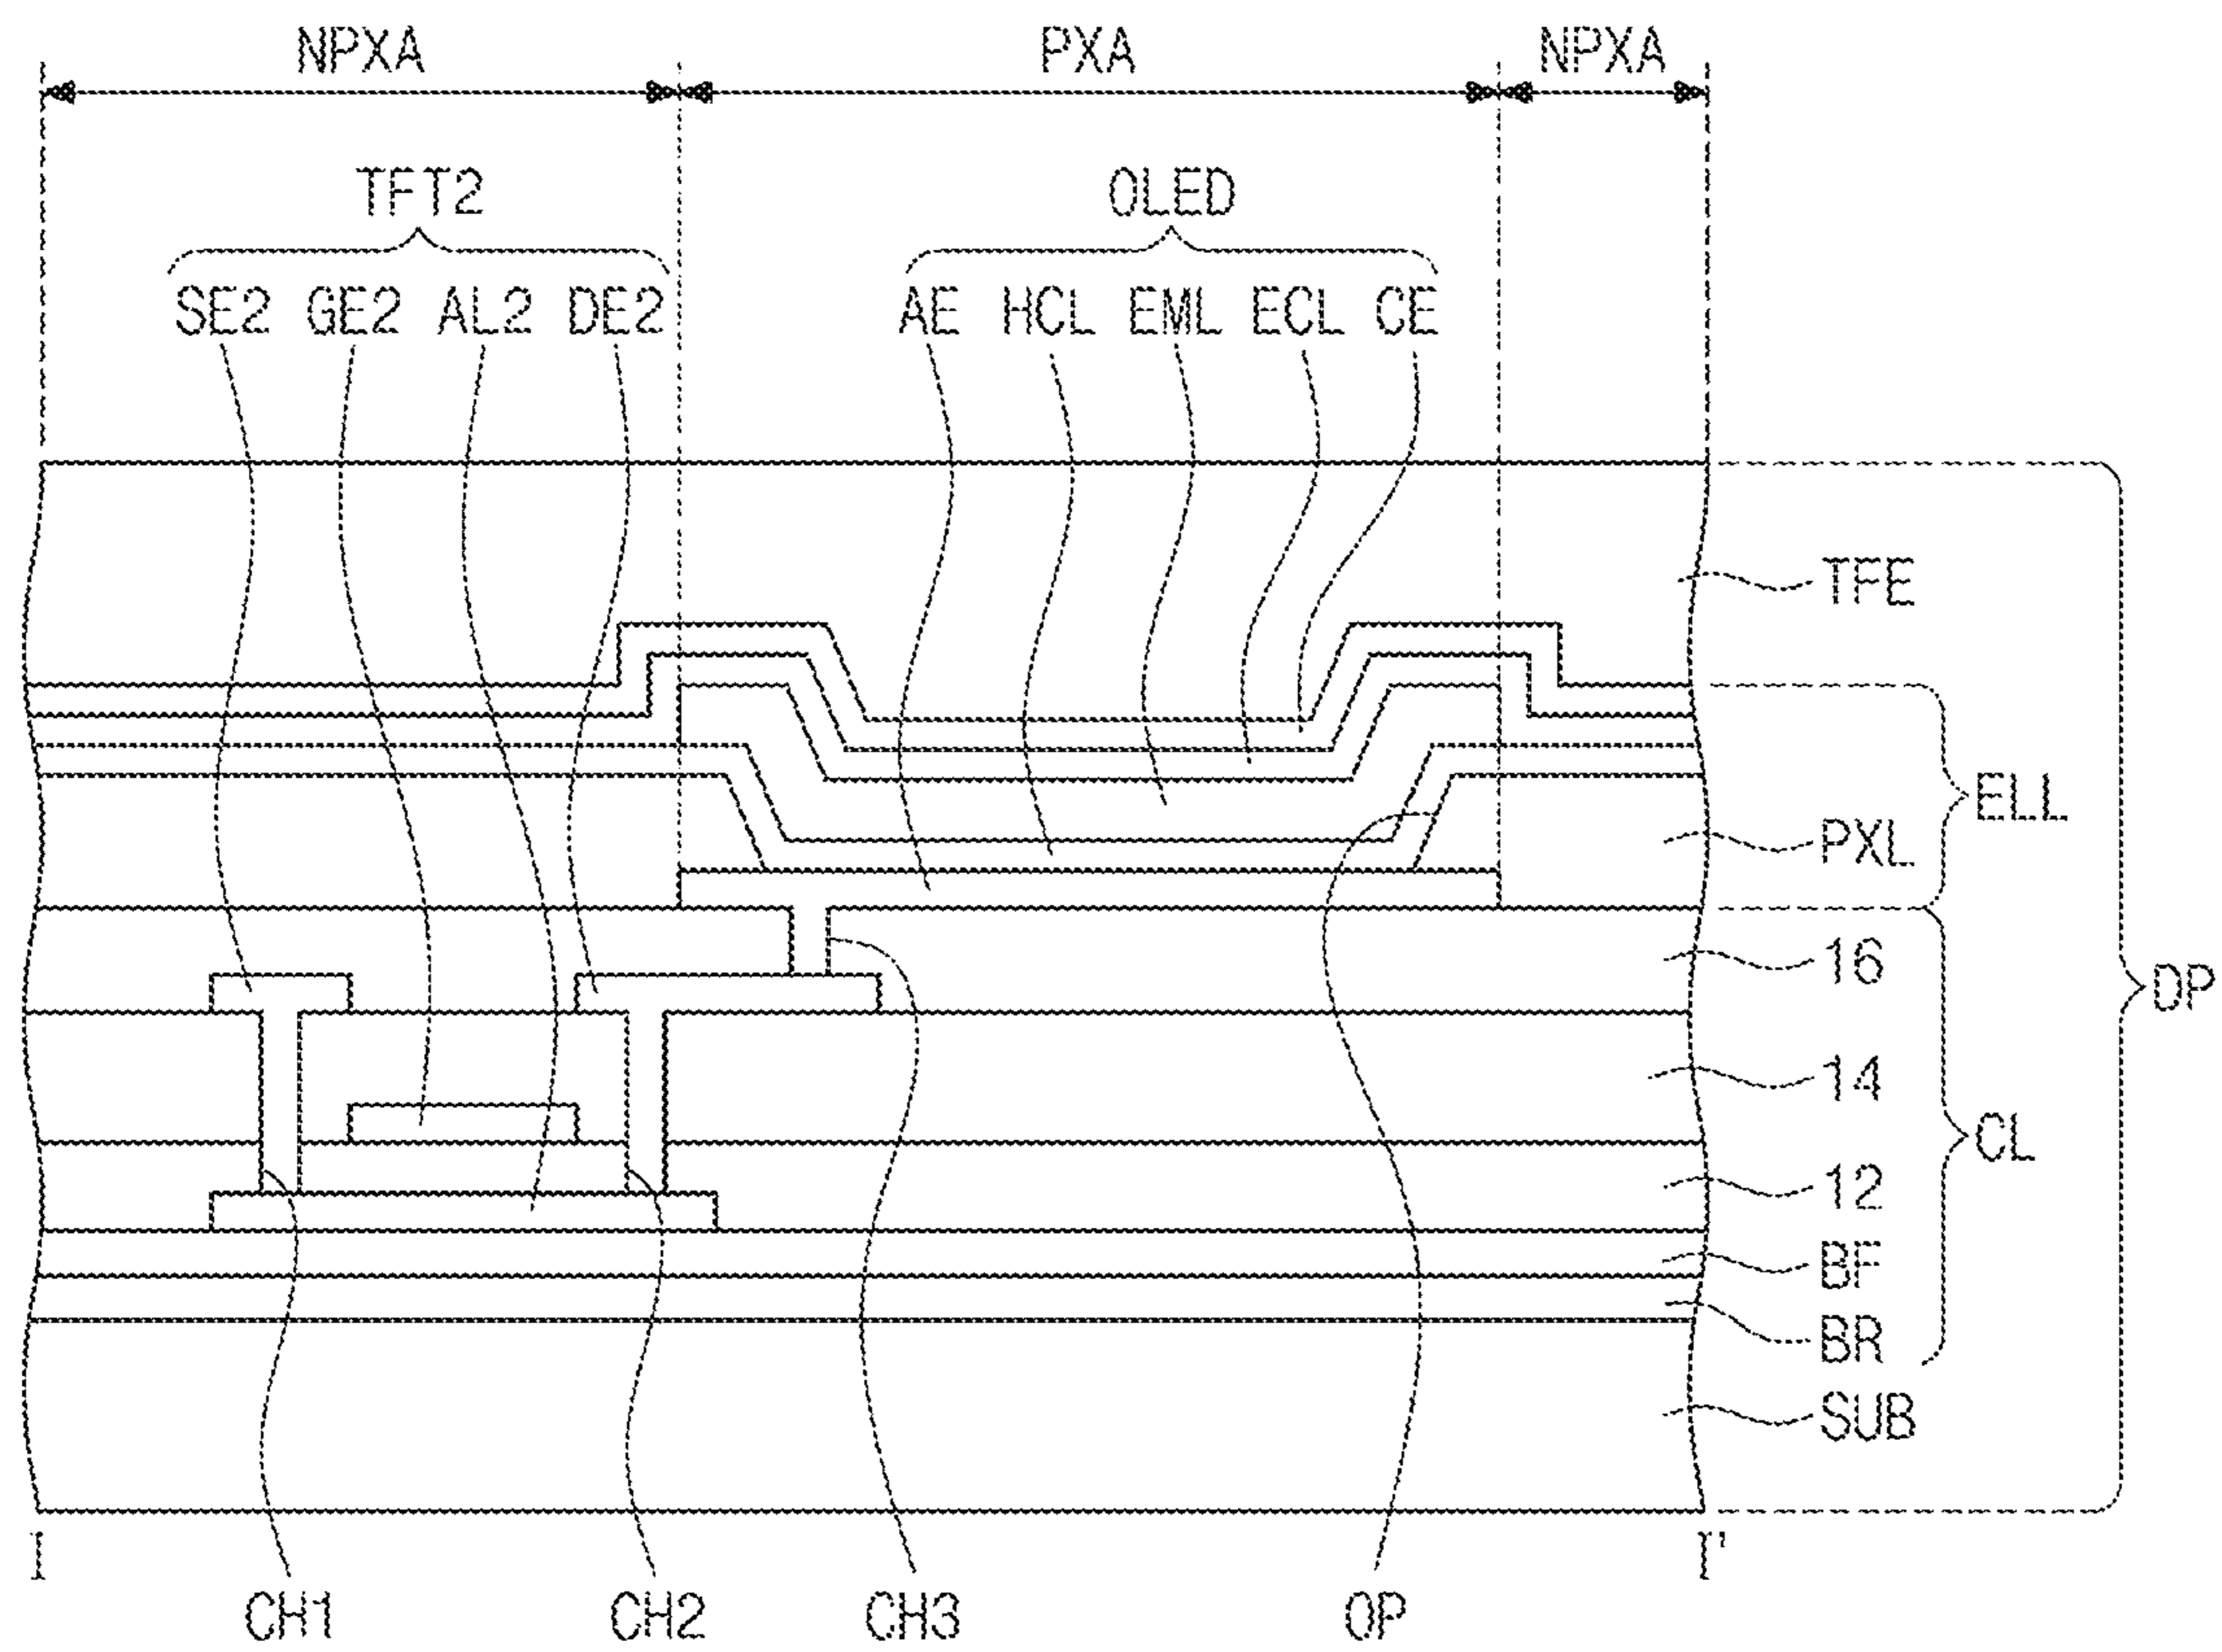 NPXA PXA NPXA
TFT2 OLED
SE2 GE2 AL2 DE2 AE HCL EML ECL CE
TFE
ELL
PXL
16
DP
14
CL
12
BF
BR
SUB
I I'
CH1 CH2 CH3 OP